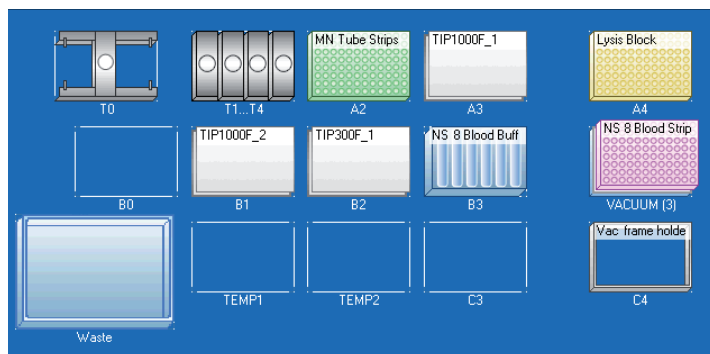 MN Tube Strips
TIP1000F_1
Lysis Block
T0
T1...T4
A2
A3
A4
TIP1000F_2
TIP300F_1
NS 8 Blood Buff
NS 8 Blood Strip
B0
B1
B2
B3
VACUUM (3)
Vac frame holde
TEMP1
TEMP2
C3
C4
Waste